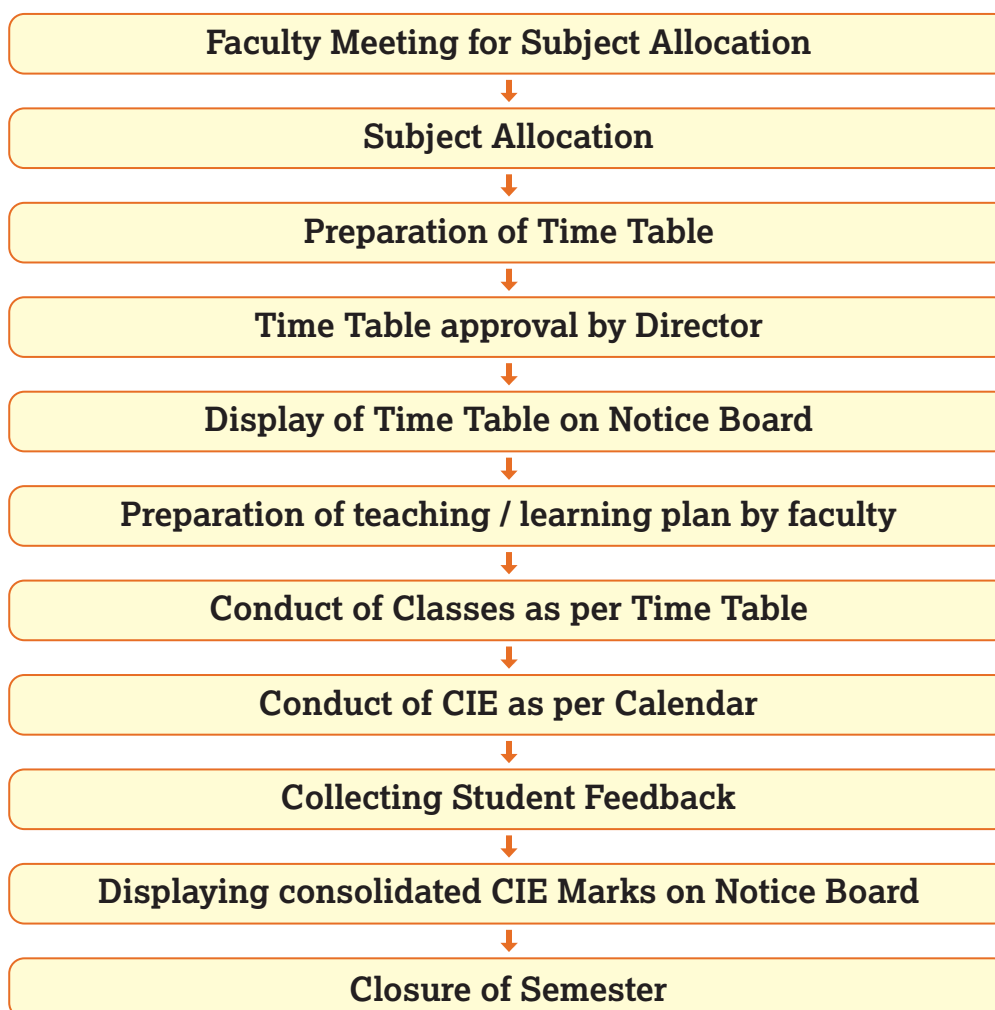 Faculty Meeting for Subject Allocation
Subject Allocation
Preparation of Time Table
Time Table approval by Director
Display of Time Table on Notice Board
Preparation of teaching / learning plan by faculty
Conduct of Classes as per Time Table
Conduct of CIE as per Calendar
Collecting Student Feedback
Displaying consolidated CIE Marks on Notice Board
Closure of Semester